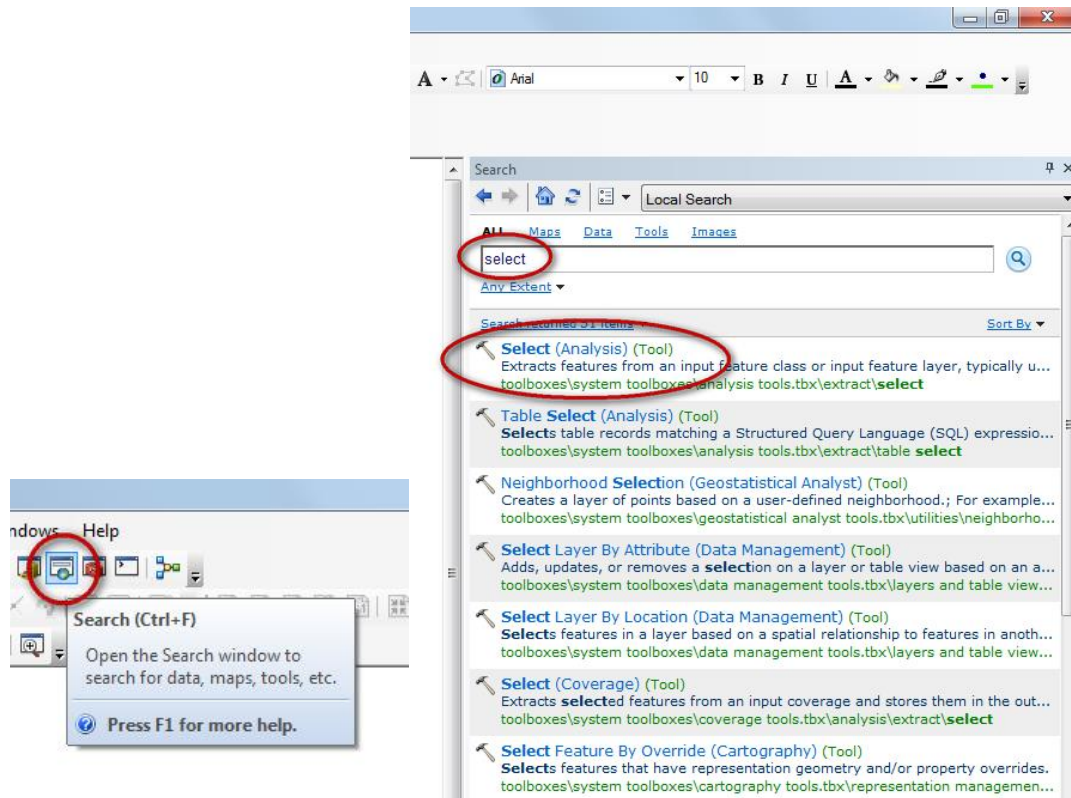 A
Arial
10
B I U A
Search
Local Search
ALL Maps Data Tools Images
select
Any Extent
Search returned 51 items
Sort By
Select (Analysis) (Tool)
Extracts features from an input feature class or input feature layer, typically u...
toolboxes\system toolboxes\analysis tools.tbx\extract\select
Table Select (Analysis) (Tool)
Selects table records matching a Structured Query Language (SQL) expressio...
toolboxes\system toolboxes\analysis tools.tbx\extract\table select
Neighborhood Selection (Geostatistical Analyst) (Tool)
Creates a layer of points based on a user-defined neighborhood.; For example...
toolboxes\system toolboxes\geostatistical analyst tools.tbx\utilities\neighborho...
Select Layer By Attribute (Data Management) (Tool)
Adds, updates, or removes a selection on a layer or table view based on an a...
toolboxes\system toolboxes\data management tools.tbx\layers and table view...
Select Layer By Location (Data Management) (Tool)
Selects features in a layer based on a spatial relationship to features in anoth...
toolboxes\system toolboxes\data management tools.tbx\layers and table view...
Select (Coverage) (Tool)
Extracts selected features from an input coverage and stores them in the out...
toolboxes\system toolboxes\coverage tools.tbx\analysis\extract\select
Select Feature By Override (Cartography) (Tool)
Selects features that have representation geometry and/or property overrides.
toolboxes\system toolboxes\cartography tools.tbx\representation managemen...
ndows Help
Search (Ctrl+F)
Open the Search window to
search for data, maps, tools, etc.
Press F1 for more help.